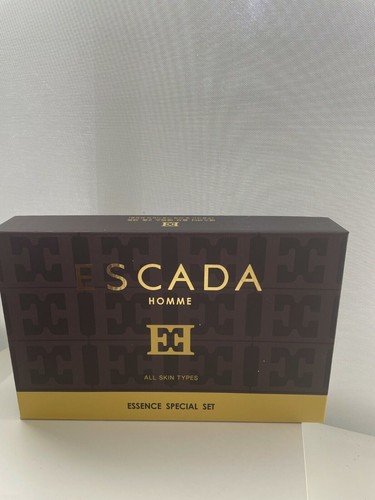 ESCADA
HOMME
ALL SKIN TYPES
ESSENCE SPECIAL SET